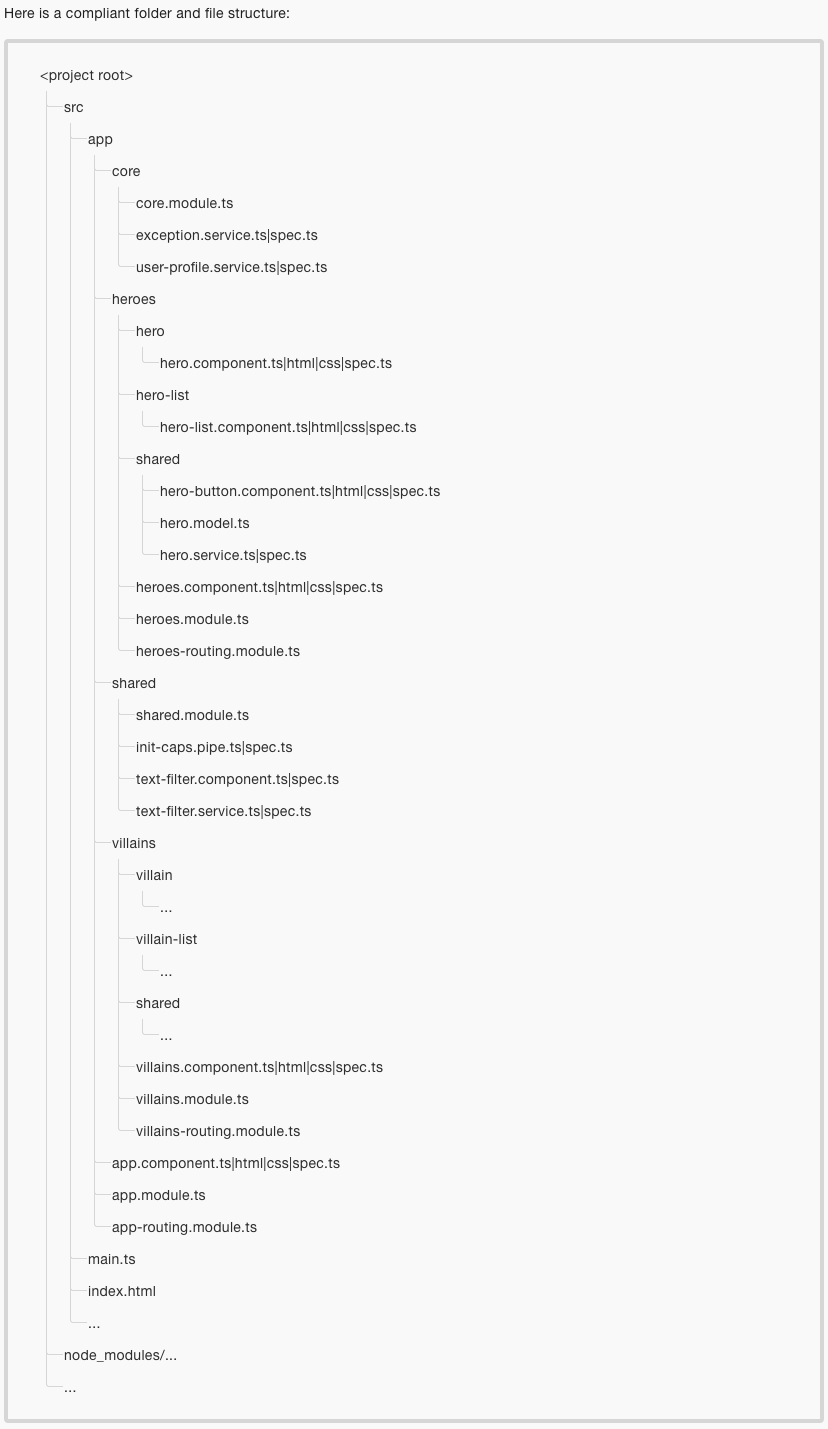 Here is a compliant folder and file structure:
<project root>
src
app
core
core.module.ts
exception.service.ts|spec.ts
user-profile.service.ts|spec.ts
heroes
hero
hero.component.ts|html|css|spec.ts
hero-list
hero-list.component.ts|html|css|spec.ts
shared
hero-button.component.ts|html|css|spec.ts
hero.model.ts
hero.service.ts|spec.ts
heroes.component.ts|html|css|spec.ts
heroes.module.ts
heroes-routing.module.ts
shared
shared.module.ts
init-caps.pipe.ts|spec.ts
text-filter.component.ts|spec.ts
text-filter.service.ts|spec.ts
villains
villain
...
villain-list
...
shared
...
villains.component.ts|html|css|spec.ts
villains.module.ts
villains-routing.module.ts
app.component.ts|html|css|spec.ts
app.module.ts
app-routing.module.ts
main.ts
index.html
...
node_modules/...
...